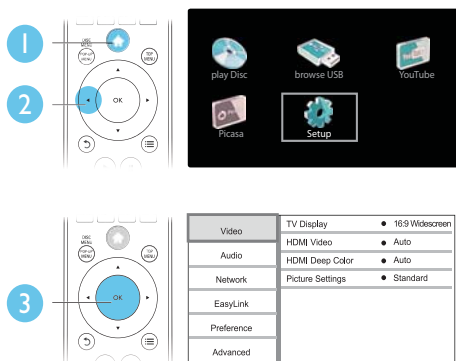 1
DISC
MENU
POP-UP
MENU
TOP
MENU
2
OK
play Disc
browse USB
YouTube
Picasa
Setup
DISC
MENU
POP-UP
MENU
TOP
MENU
3
OK
Video
Audio
Network
EasyLink
Preference
Advanced
TV Display ● 16:9 Widescreen
HDMI Video ● Auto
HDMI Deep Color ● Auto
Picture Settings ● Standard